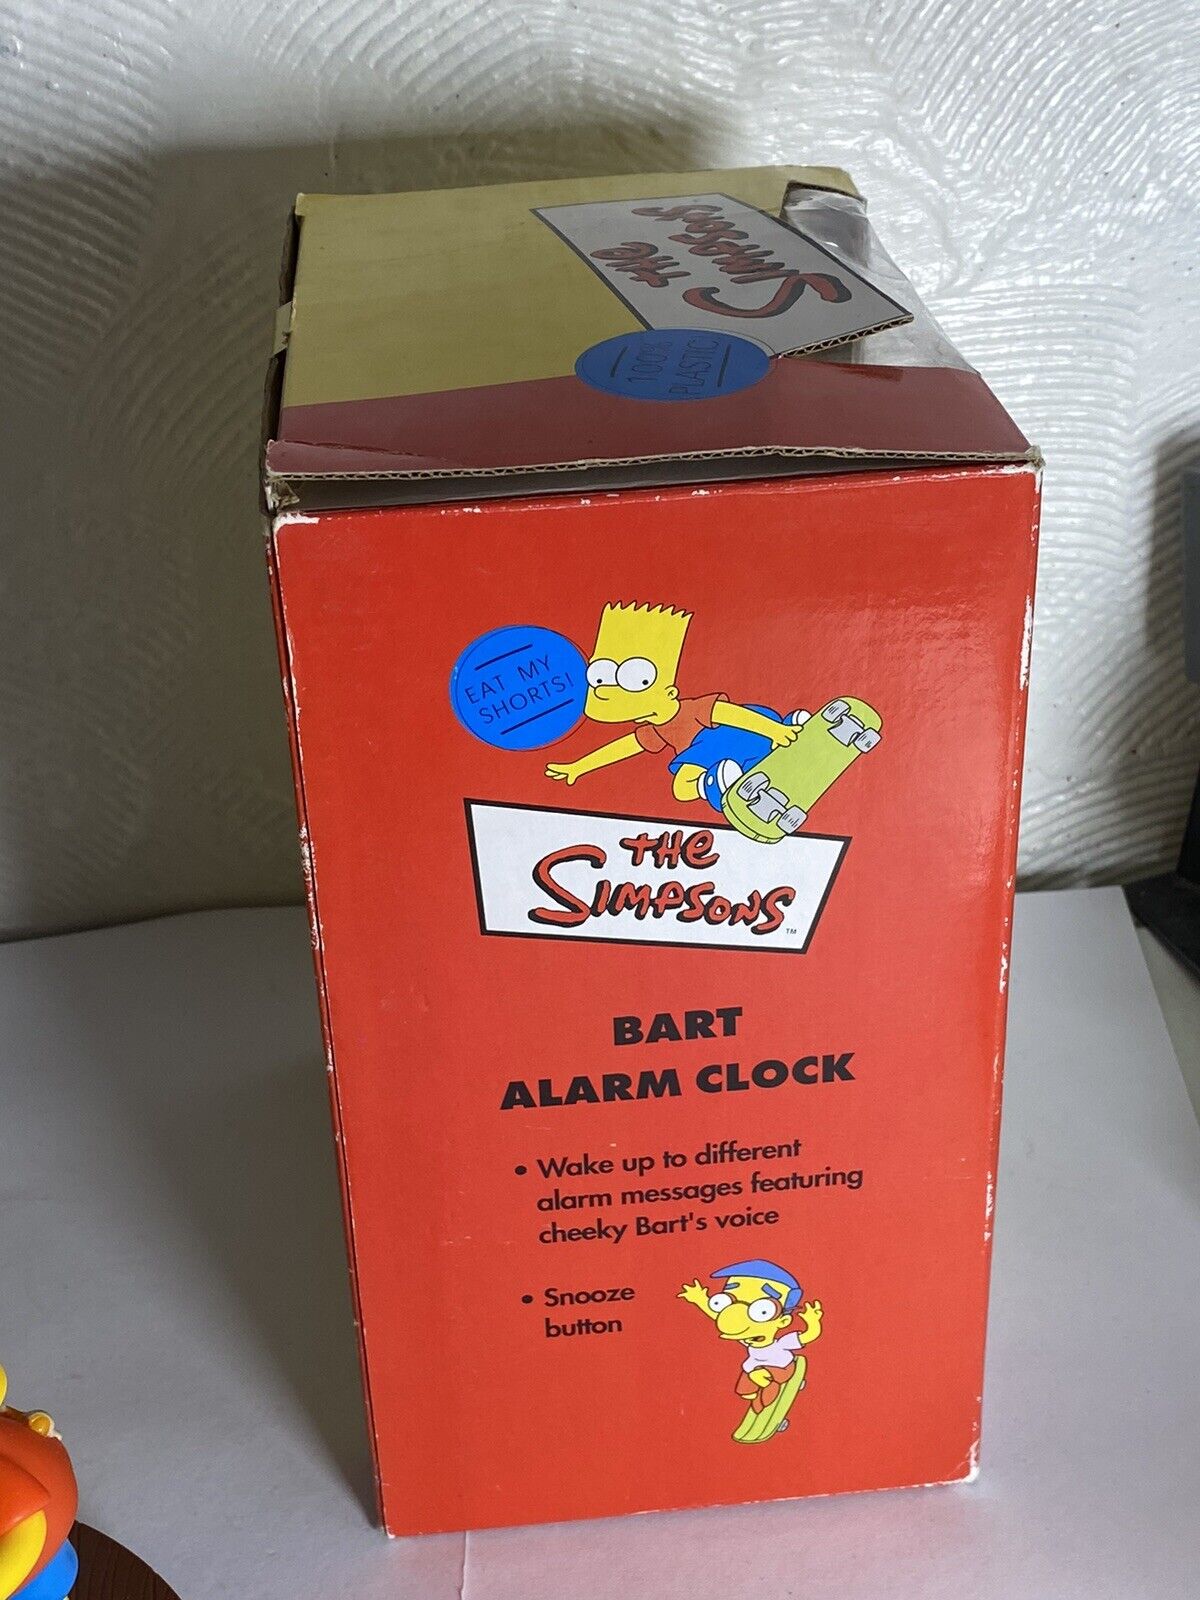 THE
SIMPSONS
100%
PLASTIC!
EAT MY
SHORTS!
THE
SIMPSONS
TM
BART
ALARM CLOCK
• Wake up to different
alarm messages featuring
cheeky Bart's voice
• Snooze
button